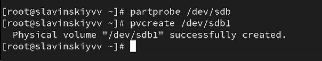 [root@slavinskiyvv ~]# partprobe /dev/sdb
[root@slavinskiyvv ~]# pvcreate /dev/sdb1
  Physical volume "/dev/sdb1" successfully created.
[root@slavinskiyvv ~]#